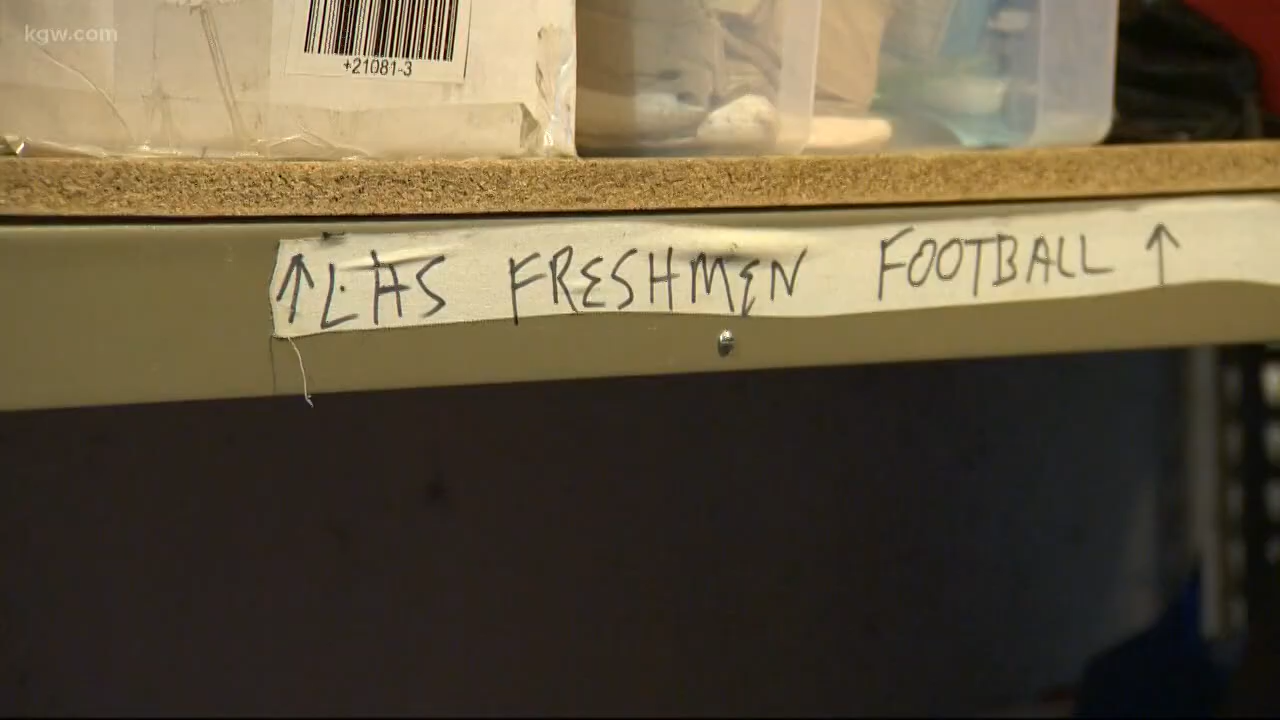 kgw.com
+21081-3
↑ LHS FRESHMEN FOOTBALL ↑